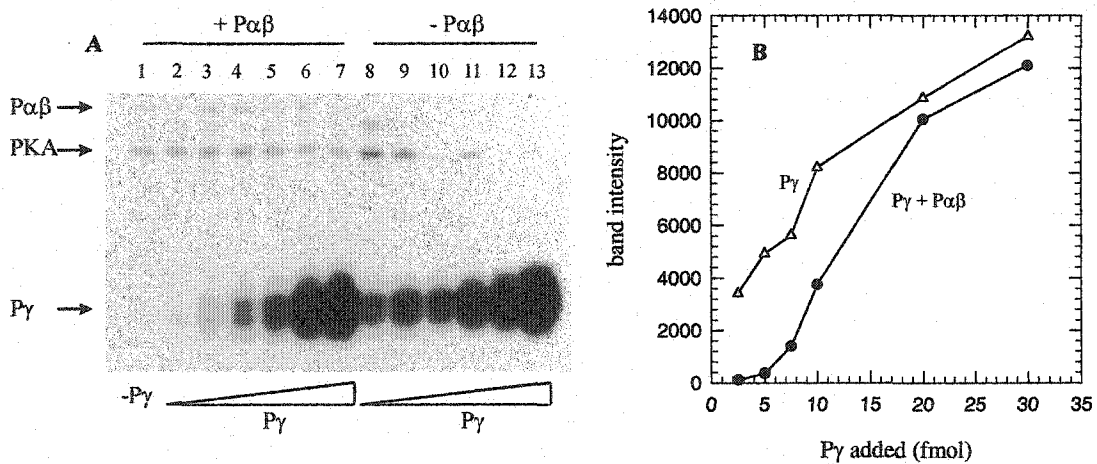 A
+ Pαβ
- Pαβ
1 2 3 4 5 6 7 8 9 10 11 12 13
Pαβ
PKA
Pγ
-Pγ
Pγ
Pγ
B
14000
12000
10000
8000
6000
4000
2000
0
band intensity
Pγ
Pγ + Pαβ
0 5 10 15 20 25 30 35
Pγ added (fmol)